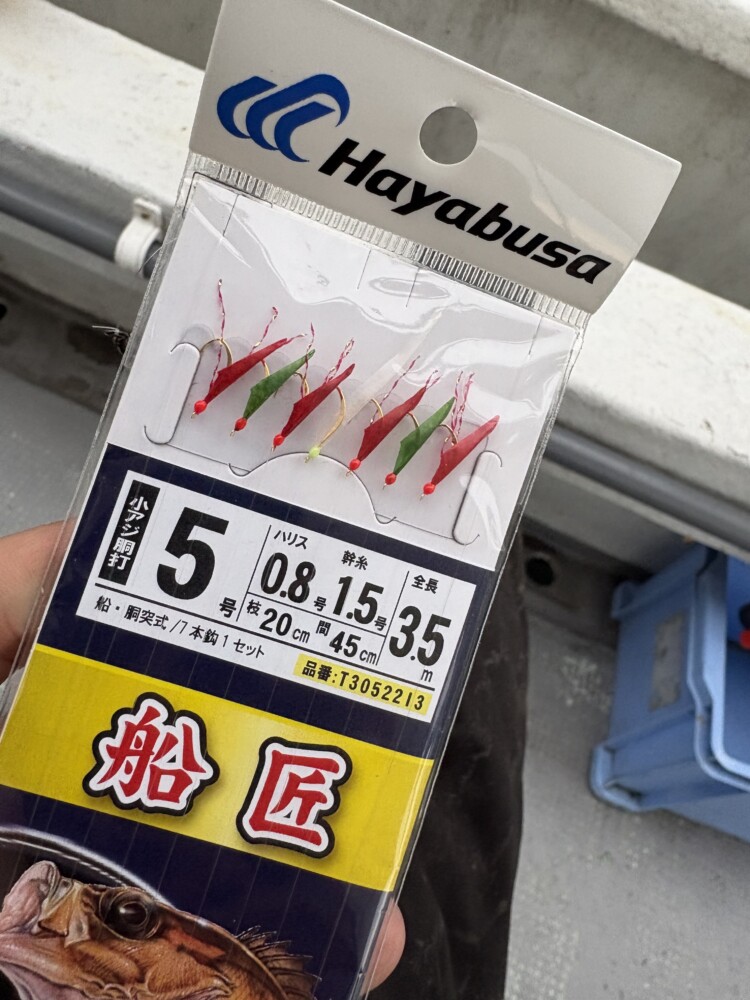 Hayabusa
小アジ胴打
5号
ハリス 0.8号
幹糸 1.5号
全長 3.5m
枝 20cm
間 45cm
船・胴突式/7本鈎1セット
品番:T3052213
船匠